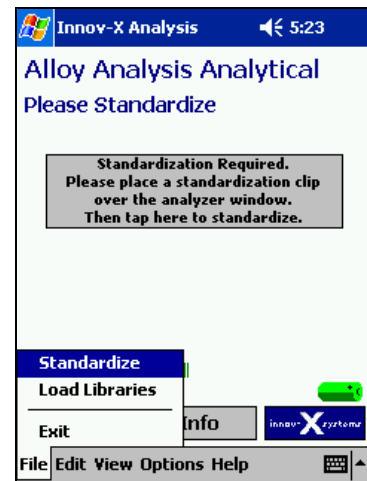 Innov-X Analysis 5:23
Alloy Analysis Analytical
Please Standardize
Standardization Required.
Please place a standardization clip
over the analyzer window.
Then tap here to standardize.
Standardize
Load Libraries
Exit
Info
innov-X systems
File Edit View Options Help